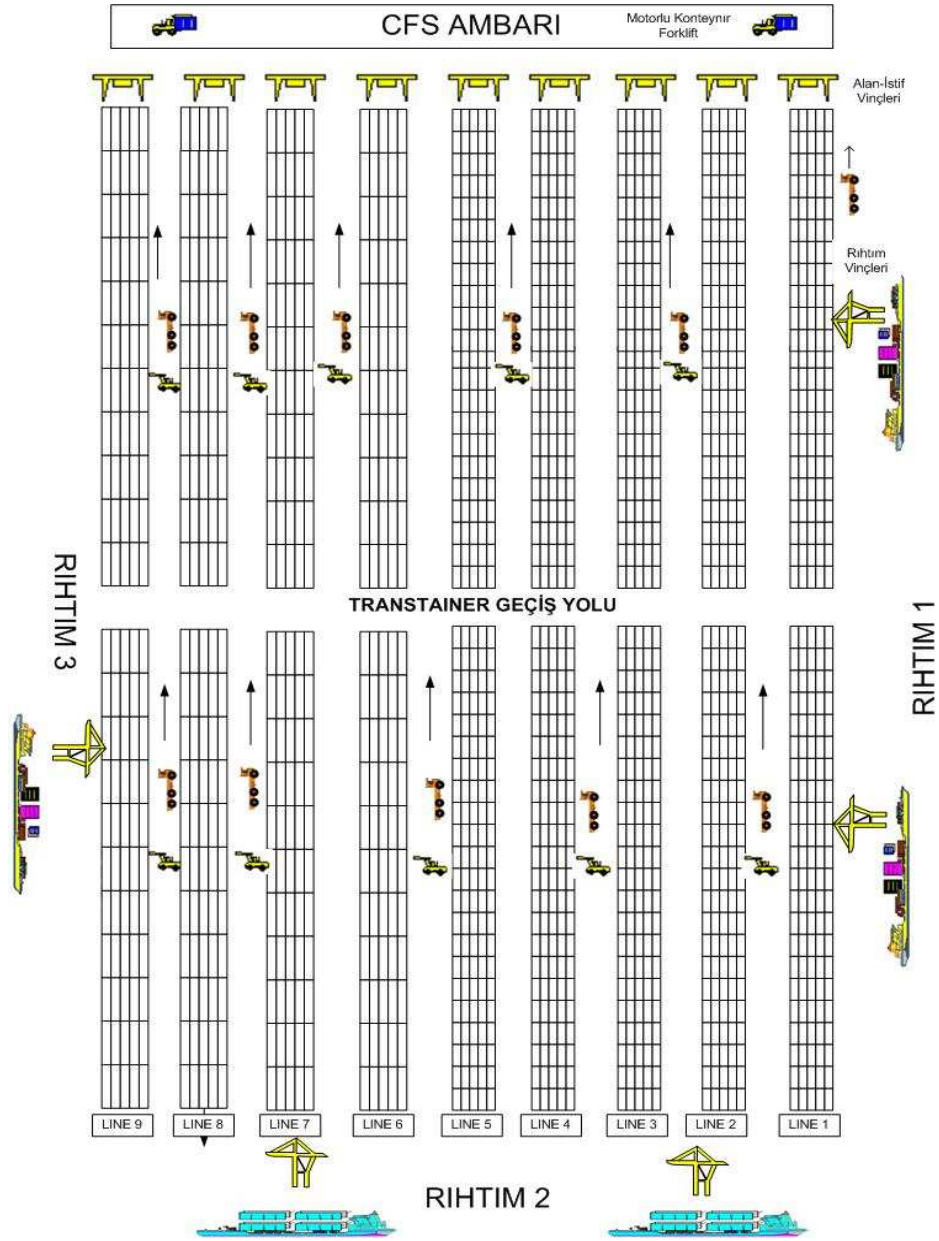 CFS AMBARI
Motorlu Konteynır
Forklift
Alan-İstif
Vinçleri
Rıhtım
Vinçleri
TRANSTAINER GEÇİŞ YOLU
RIHTIM 3
RIHTIM 1
LINE 9
LINE 8
LINE 7
LINE 6
LINE 5
LINE 4
LINE 3
LINE 2
LINE 1
RIHTIM 2